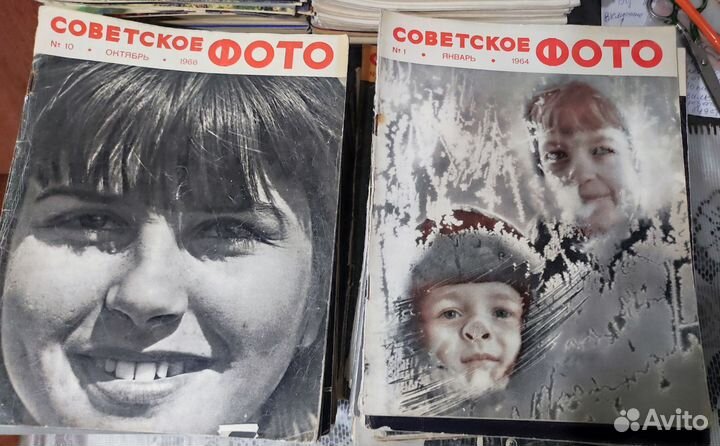 СОВЕТСКОЕ ФОТО
№ 10 • ОКТЯБРЬ • 1966
СОВЕТСКОЕ ФОТО
№ 1 • ЯНВАРЬ • 1964
Avito